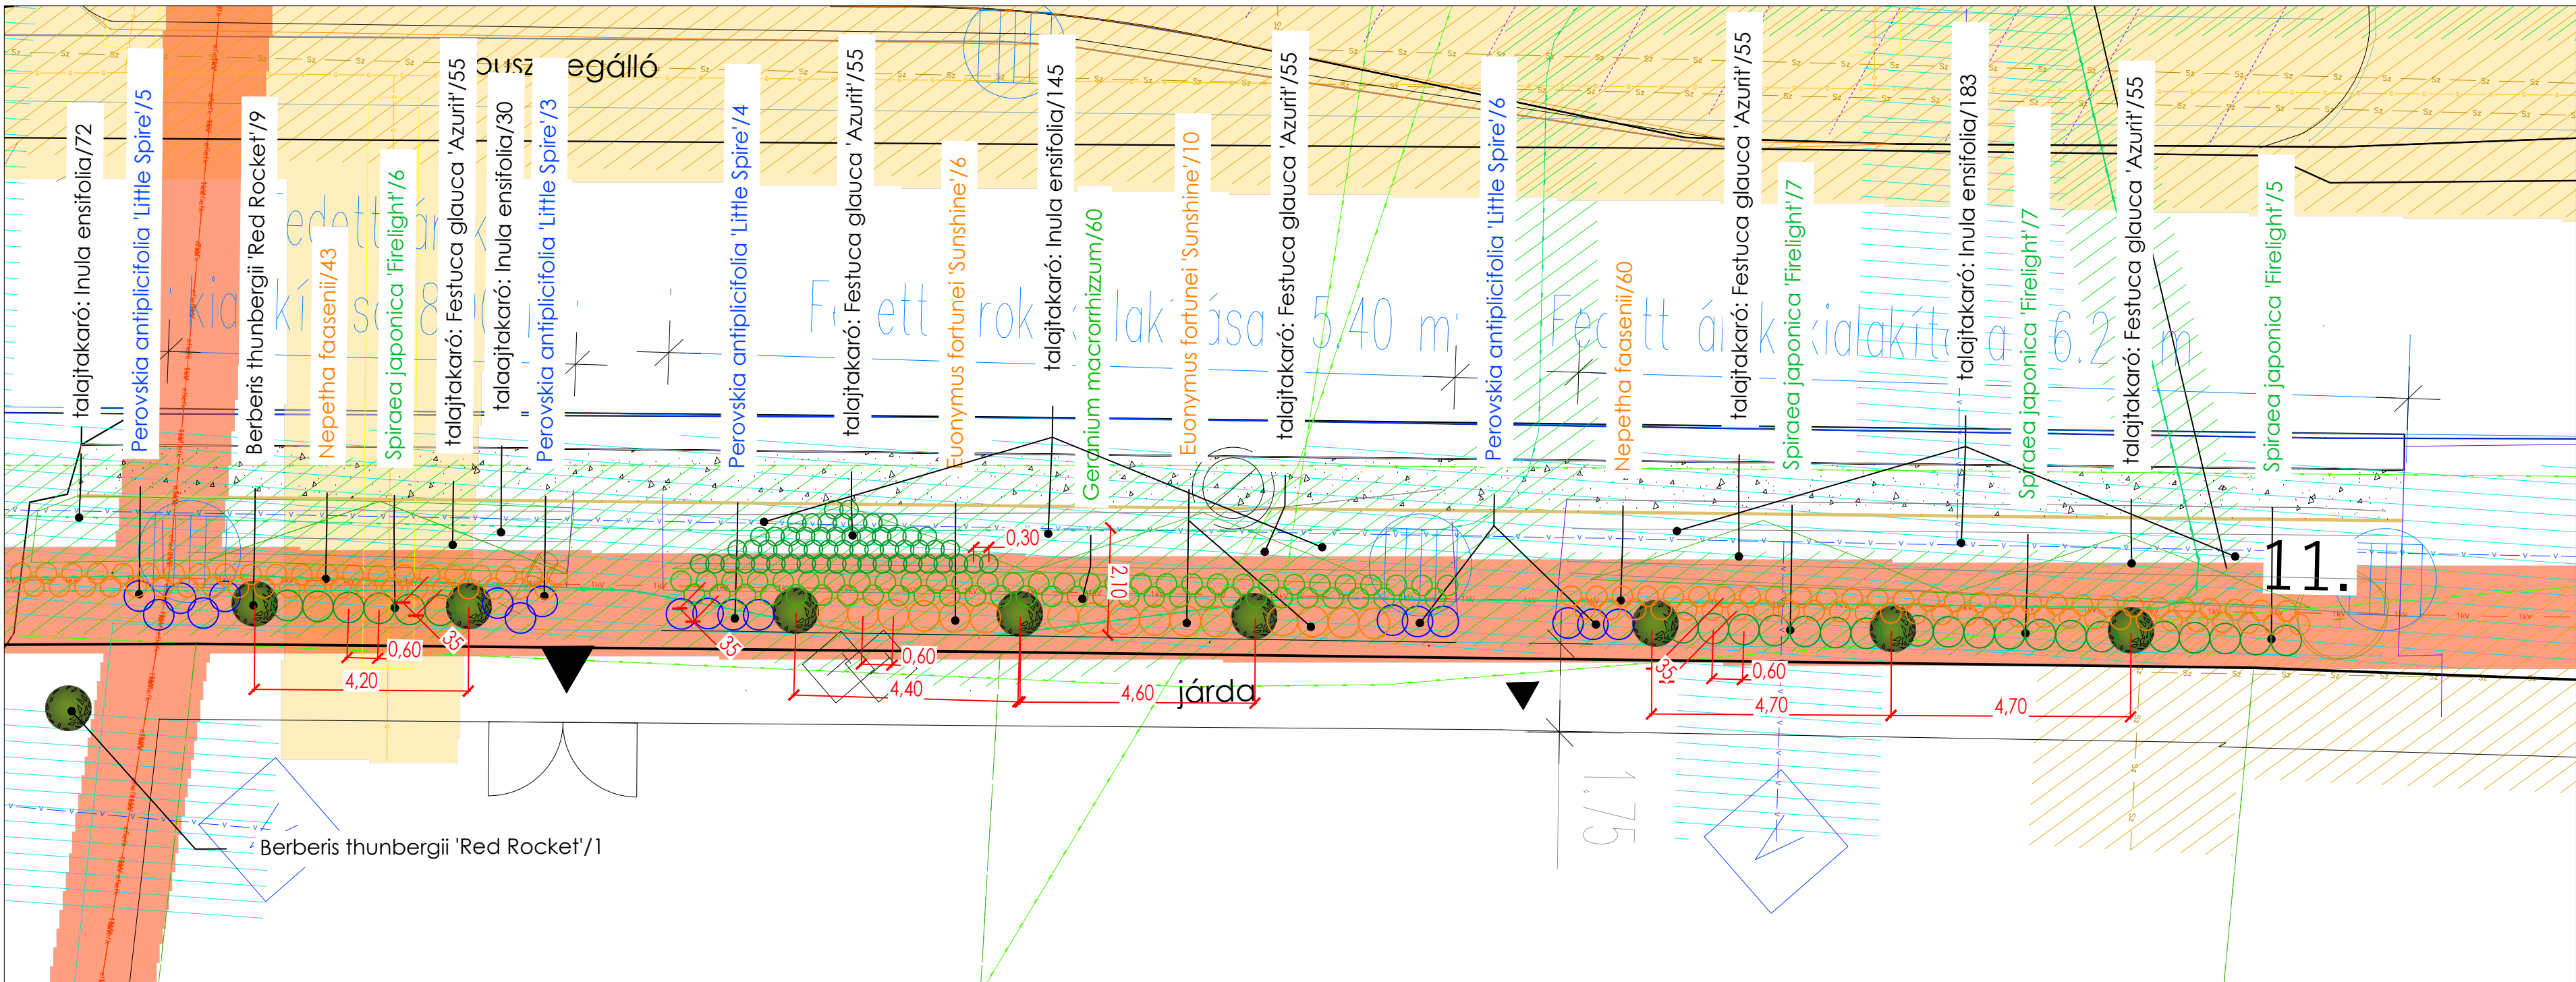 talajtakaró: Inula ensifolia/72
Perovskia antiplicifolia 'Little Spire'/5
Berberis thunbergii 'Red Rocket'/9
Nepetha faasenii/43
Spiraea japonica 'Firelight'/6
talajtakaró: Festuca glauca 'Azurit'/55
talaajtakaró: Inula ensifolia/30
Perovskia antiplicifolia 'Little Spire'/3
Perovskia antiplicifolia 'Little Spire'/4
talajtakaró: Festuca glauca 'Azurit'/55
Euonymus fortunei 'Sunshine'/6
talajtakaró: Inula ensifolia/145
Geranium macrorrhizzum/60
Euonymus fortunei 'Sunshine'/10
talajtakaró: Festuca glauca 'Azurit'/55
Perovskia antiplicifolia 'Little Spire'/6
Nepetha faasenii/60
talajtakaró: Festuca glauca 'Azurit'/55
Spiraea japonica 'Firelight'/7
talajtakaró: Inula ensifolia/183
Spiraea japonica 'Firelight'/7
talajtakaró: Festuca glauca 'Azurit'/55
Spiraea japonica 'Firelight'/5
egálló
5,40 m
0,30
2,10
11.
35
0,60
4,20
35
0,60
4,40
4,60
járda
35
0,60
4,70
4,70
1.75
Berberis thunbergii 'Red Rocket'/1